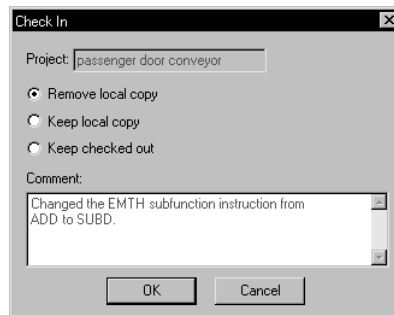 Check In
Project: passenger door conveyor
Remove local copy
Keep local copy
Keep checked out
Comment:
Changed the EMTH subfunction instruction from
ADD to SUBD.
OK Cancel